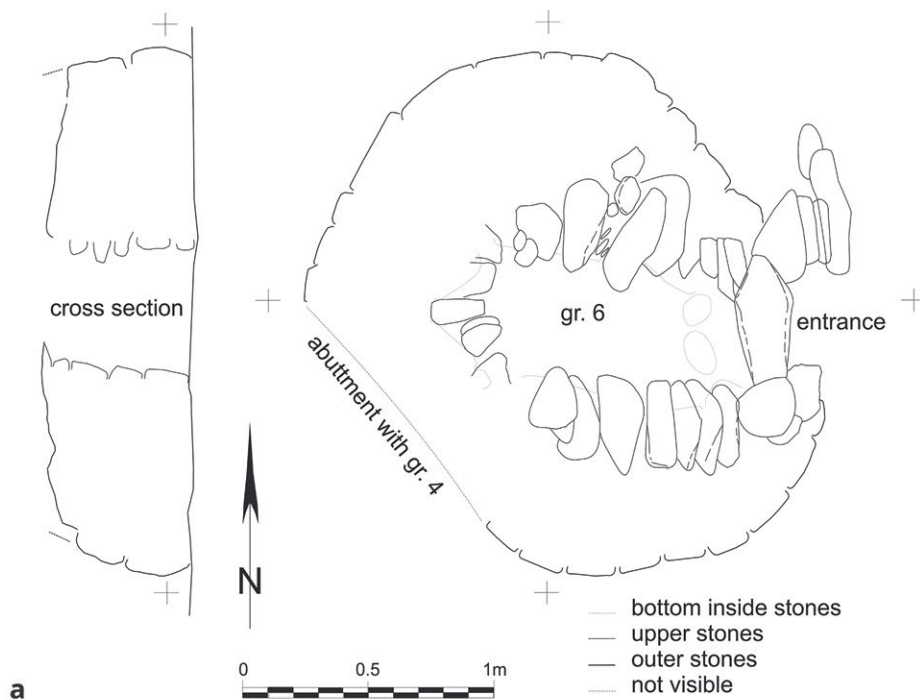 cross section
gr. 6
entrance
abuttment with gr. 4
N
bottom inside stones
upper stones
outer stones
not visible
0
0.5
1m
a